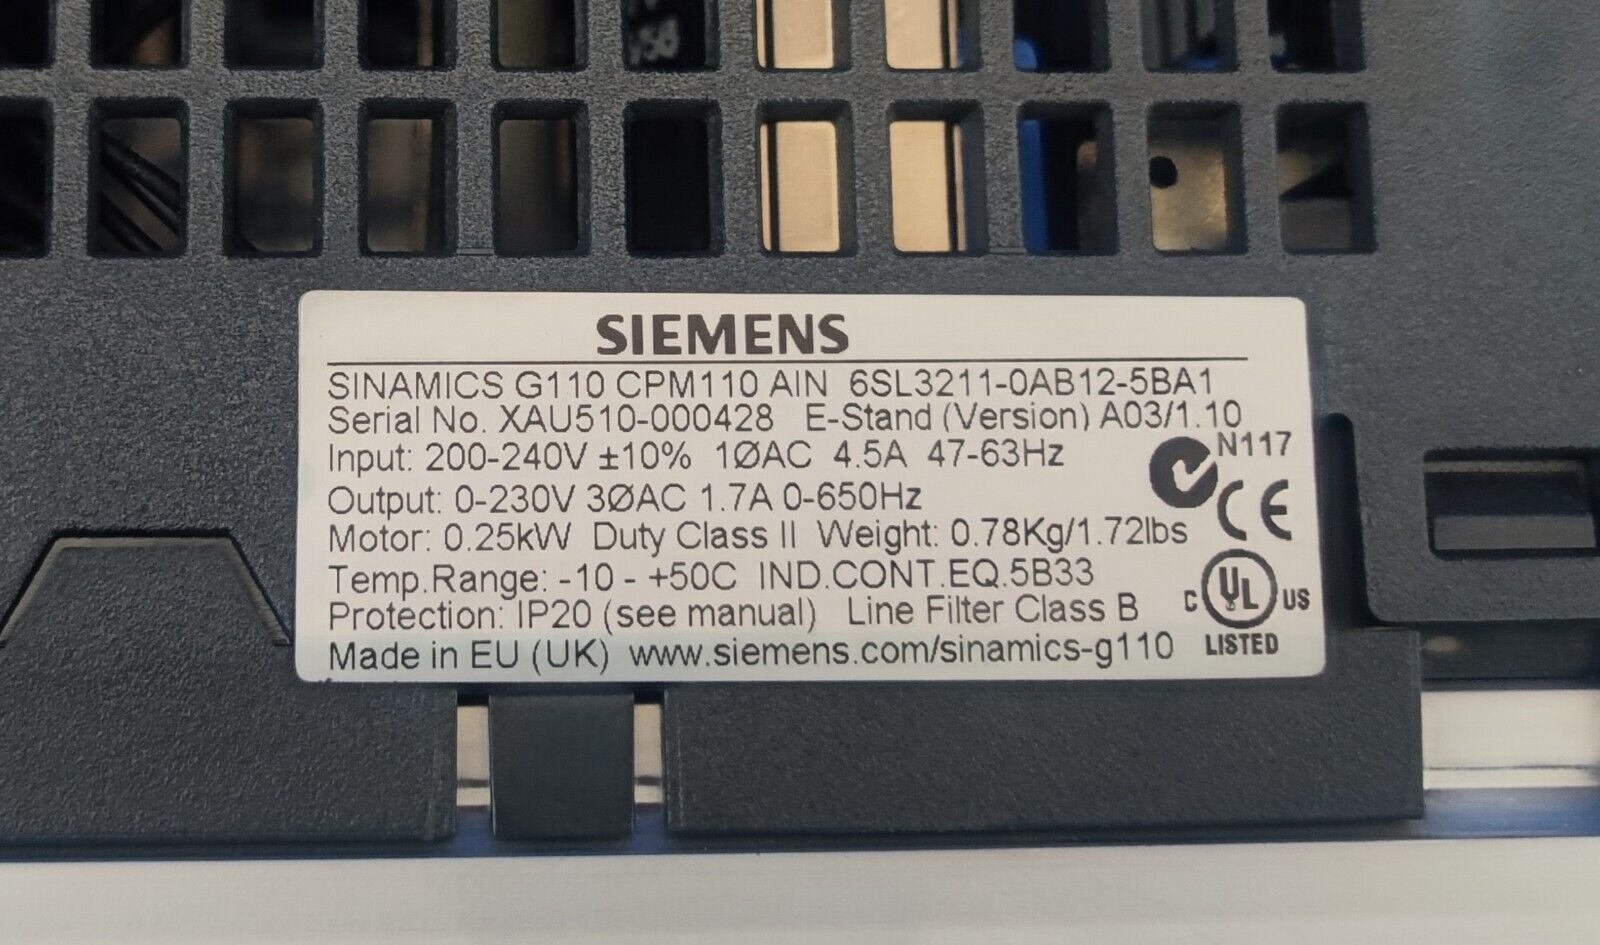 956
SIEMENS
SINAMICS G110 CPM110 AIN 6SL3211-0AB12-5BA1
Serial No. XAU510-000428 E-Stand (Version) A03/1.10
Input: 200-240V ±10% 1ØAC 4.5A 47-63Hz
N117
Output: 0-230V 3ØAC 1.7A 0-650Hz
CE
Motor: 0.25kW Duty Class II Weight: 0.78Kg/1.72lbs
Temp.Range: -10 - +50C IND.CONT.EQ.5B33
Protection: IP20 (see manual) Line Filter Class B
C UL US
LISTED
Made in EU (UK) www.siemens.com/sinamics-g110